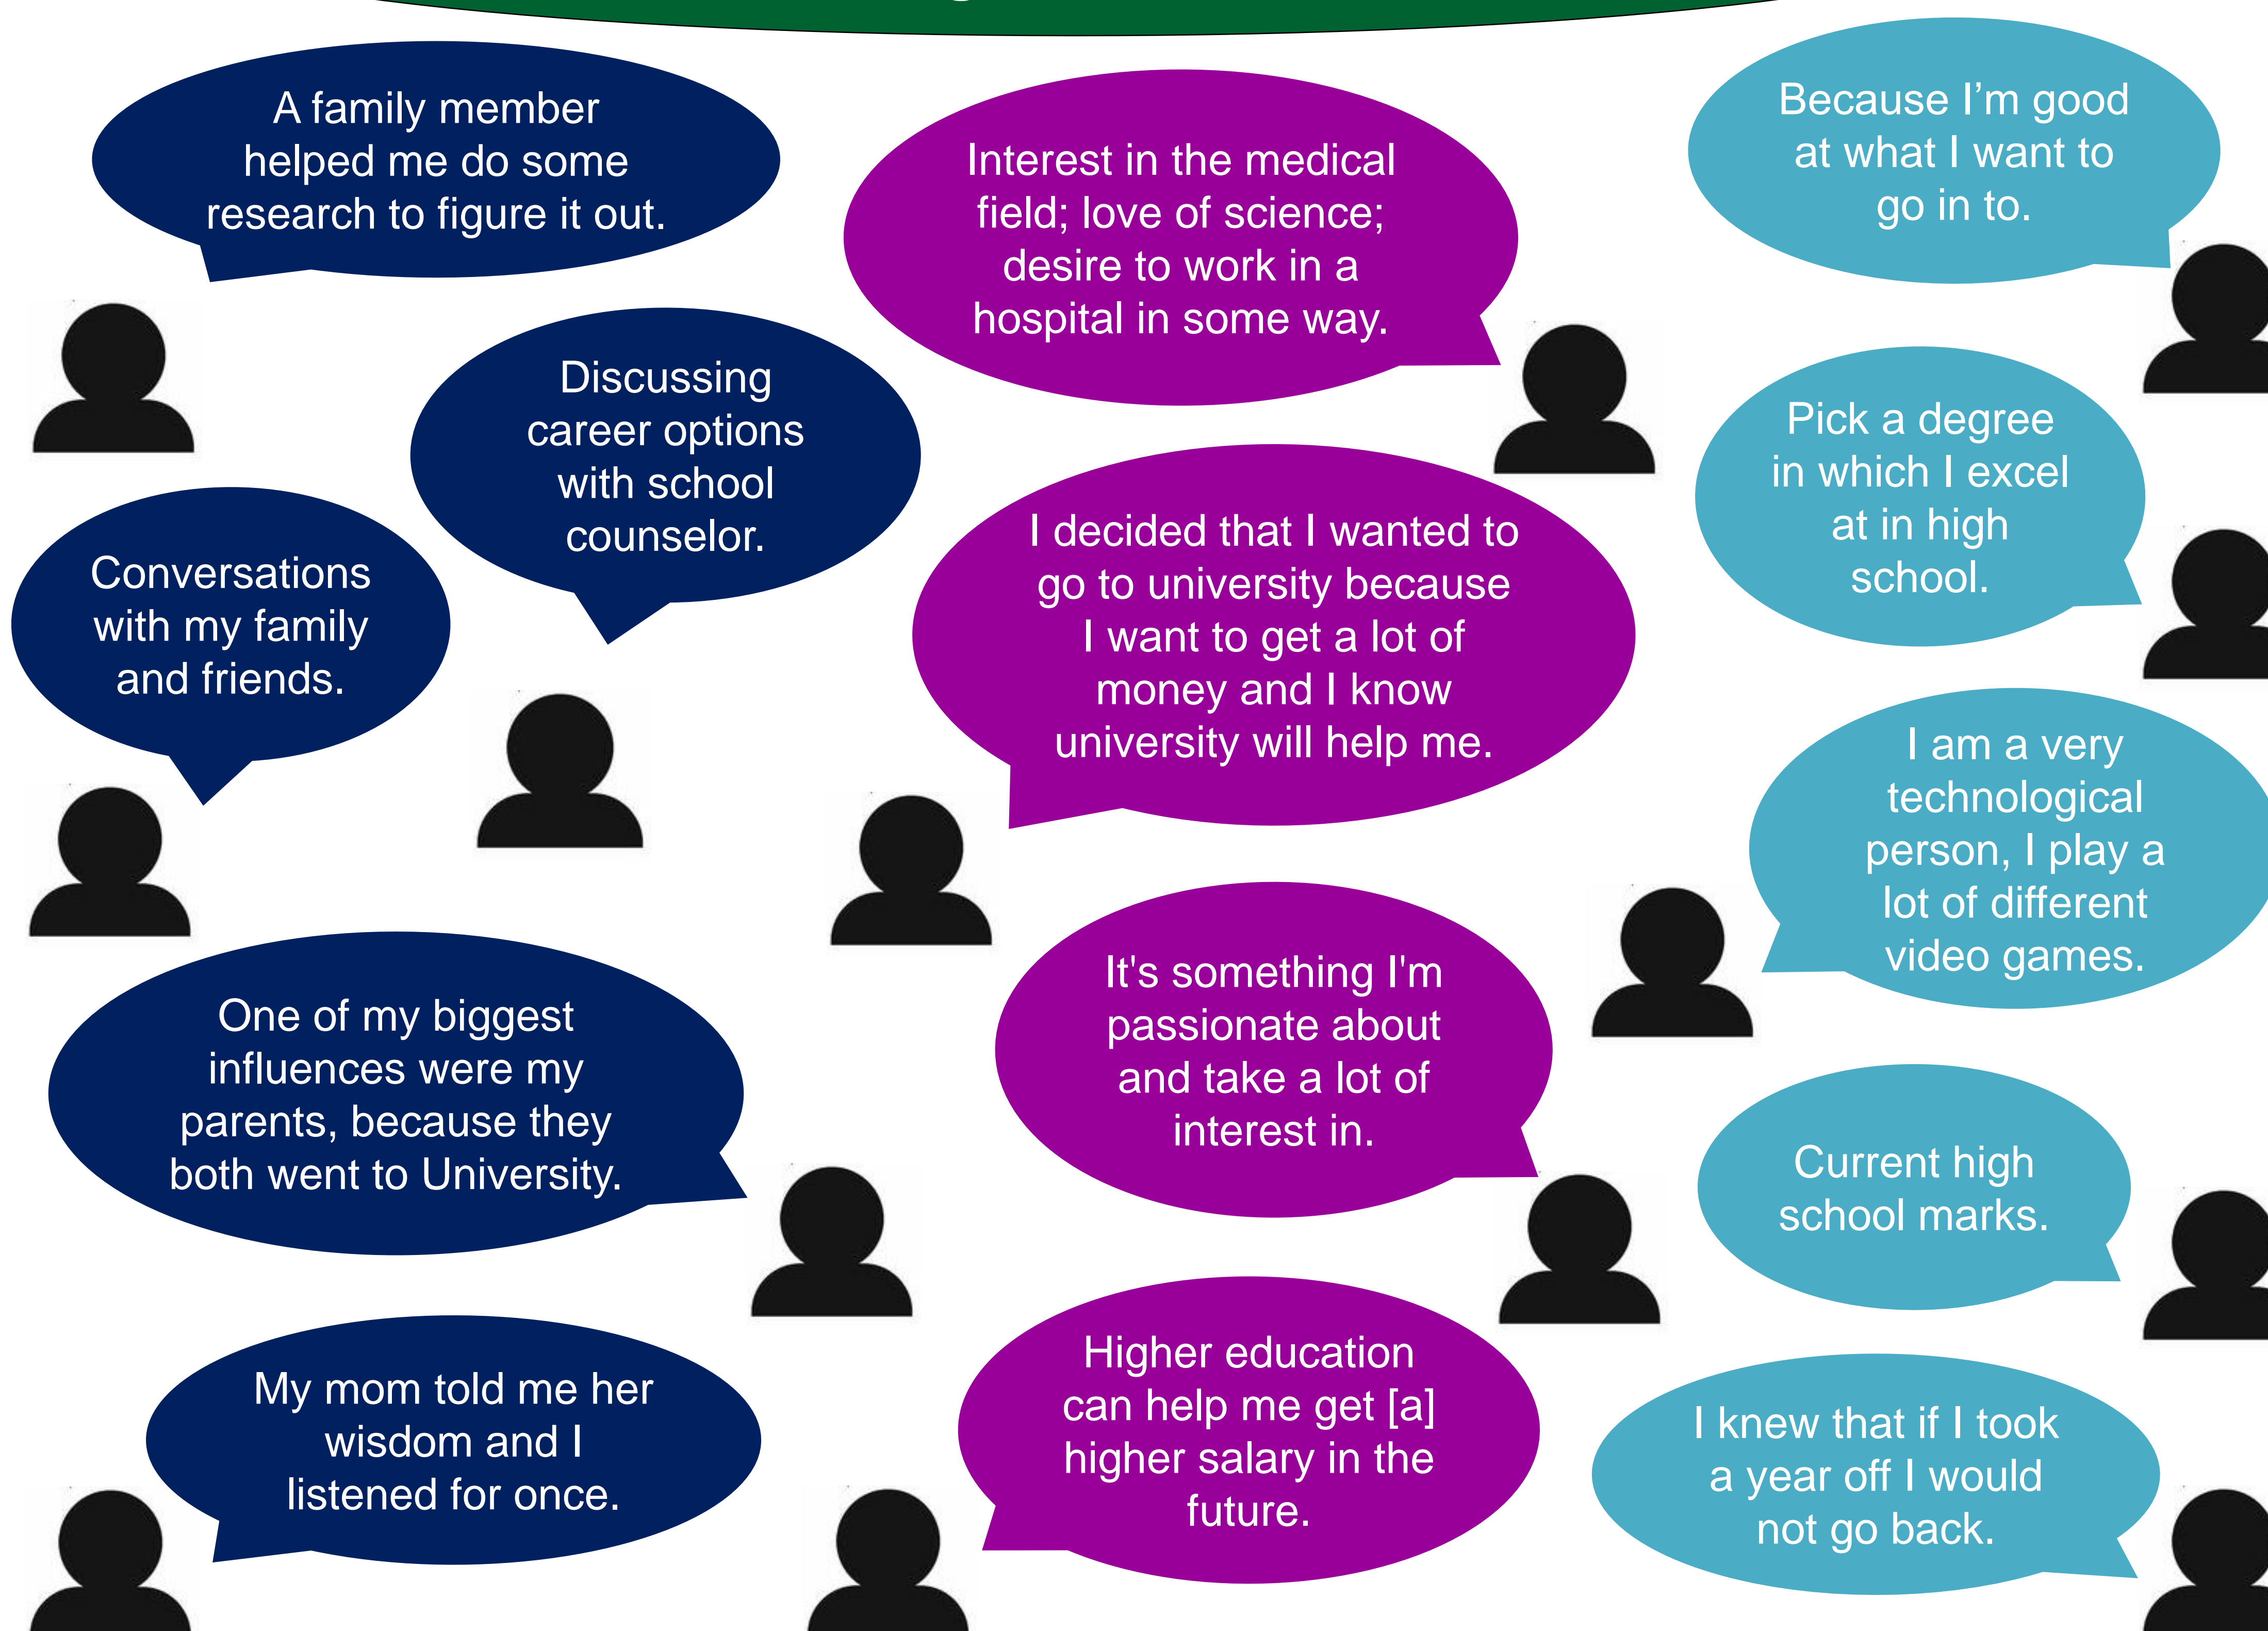 A family member
helped me do some
research to figure it out.
Discussing
career options
with school
counselor.
Conversations
with my family
and friends.
One of my biggest
influences were my
parents, because they
both went to University.
My mom told me her
wisdom and I
listened for once.
Interest in the medical
field; love of science;
desire to work in a
hospital in some way.
I decided that I wanted to
go to university because
I want to get a lot of
money and I know
university will help me.
It's something I'm
passionate about
and take a lot of
interest in.
Higher education
can help me get [a]
higher salary in the
future.
Because I’m good
at what I want to
go in to.
Pick a degree
in which I excel
at in high
school.
I am a very
technological
person, I play a
lot of different
video games.
Current high
school marks.
I knew that if I took
a year off I would
not go back.